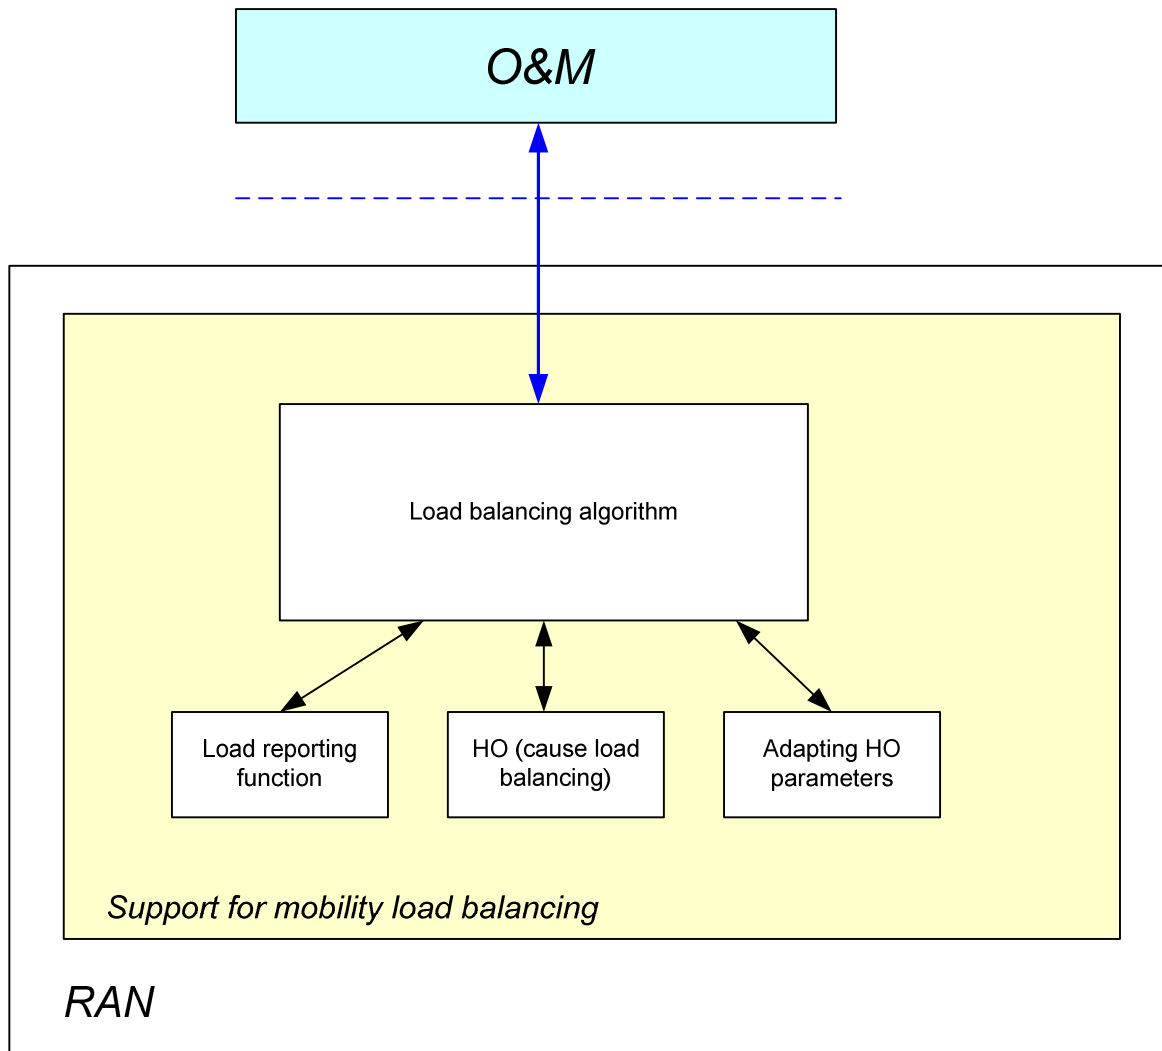 O&M
Load balancing algorithm
Load reporting
function
HO (cause load
balancing)
Adapting HO
parameters
Support for mobility load balancing
RAN